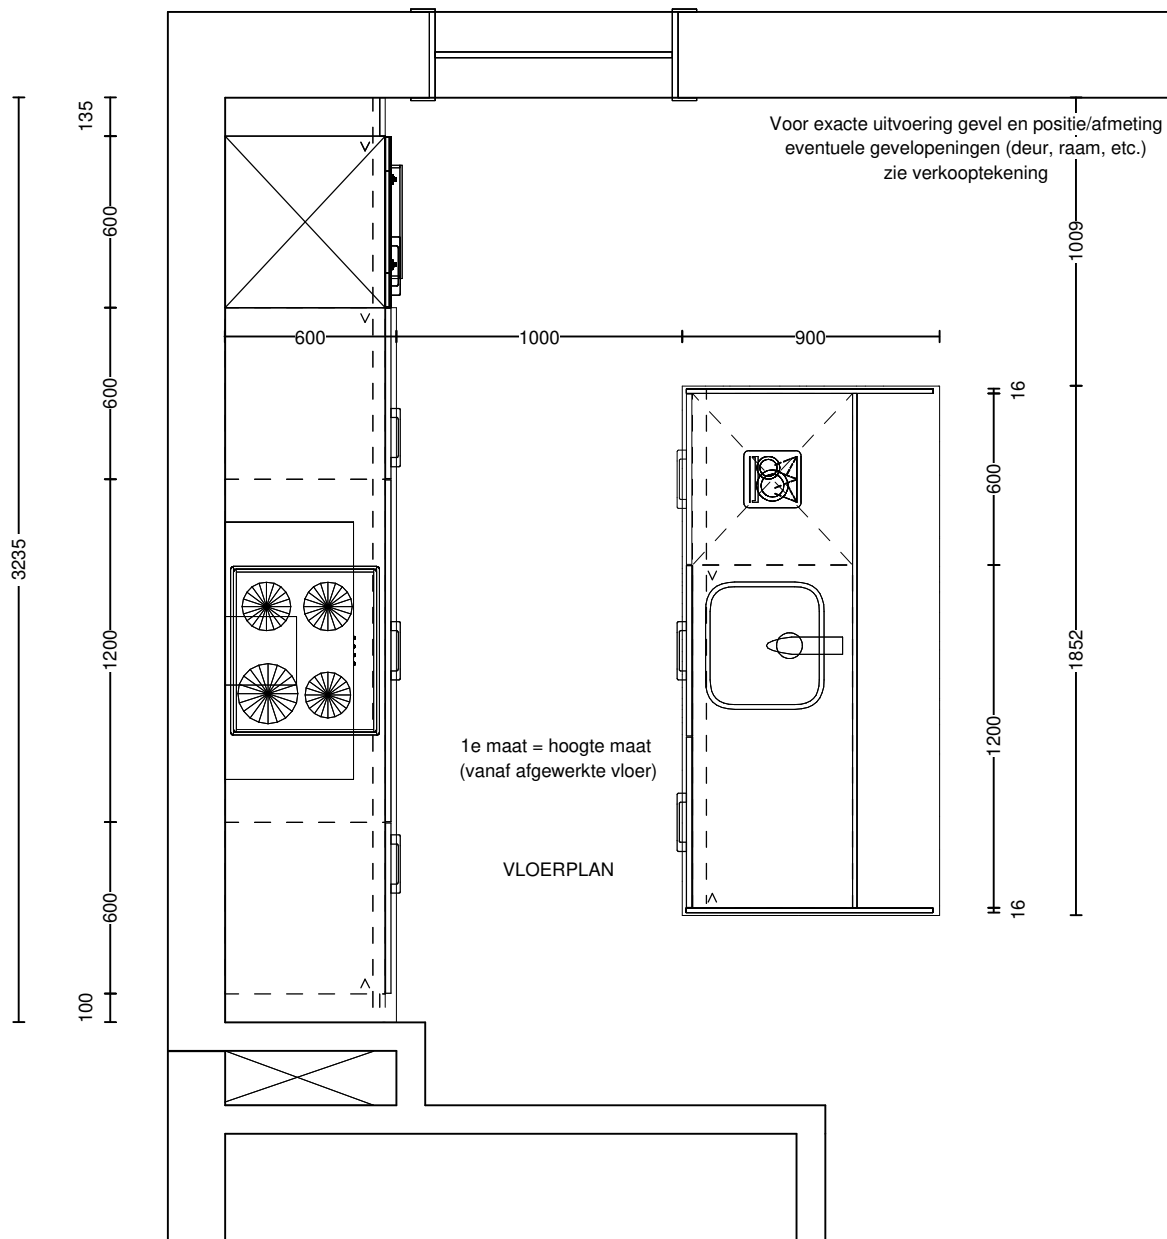 135
Voor exacte uitvoering gevel en positie/afmeting
eventuele gevelopeningen (deur, raam, etc.)
zie verkooptekening
600
1009
600
1000
900
600
16
600
3235
1200
1852
1200
1e maat = hoogte maat
(vanaf afgewerkte vloer)
VLOERPLAN
600
16
100